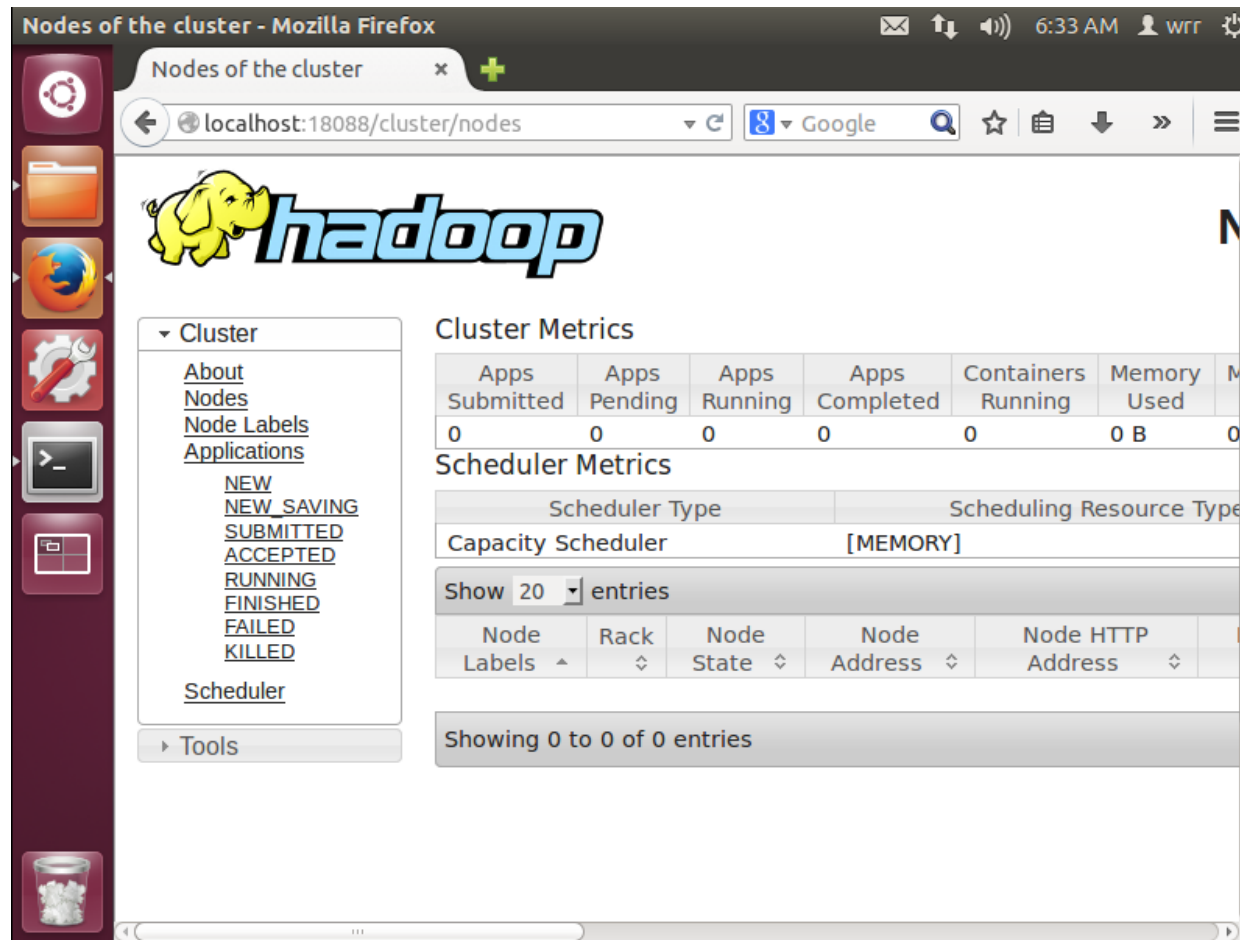 Nodes of the cluster - Mozilla Firefox
6:33 AM wrr
Nodes of the cluster
localhost:18088/cluster/nodes
Google
hadoop
Cluster
About
Nodes
Node Labels
Applications
NEW
NEW_SAVING
SUBMITTED
ACCEPTED
RUNNING
FINISHED
FAILED
KILLED
Scheduler
Tools
Cluster Metrics
Apps Submitted Apps Pending Apps Running Apps Completed Containers Running Memory Used
0 0 0 0 0 0 B 0
Scheduler Metrics
Scheduler Type Scheduling Resource Type
Capacity Scheduler [MEMORY]
Show 20 entries
Node Labels Rack Node State Node Address Node HTTP Address
Showing 0 to 0 of 0 entries